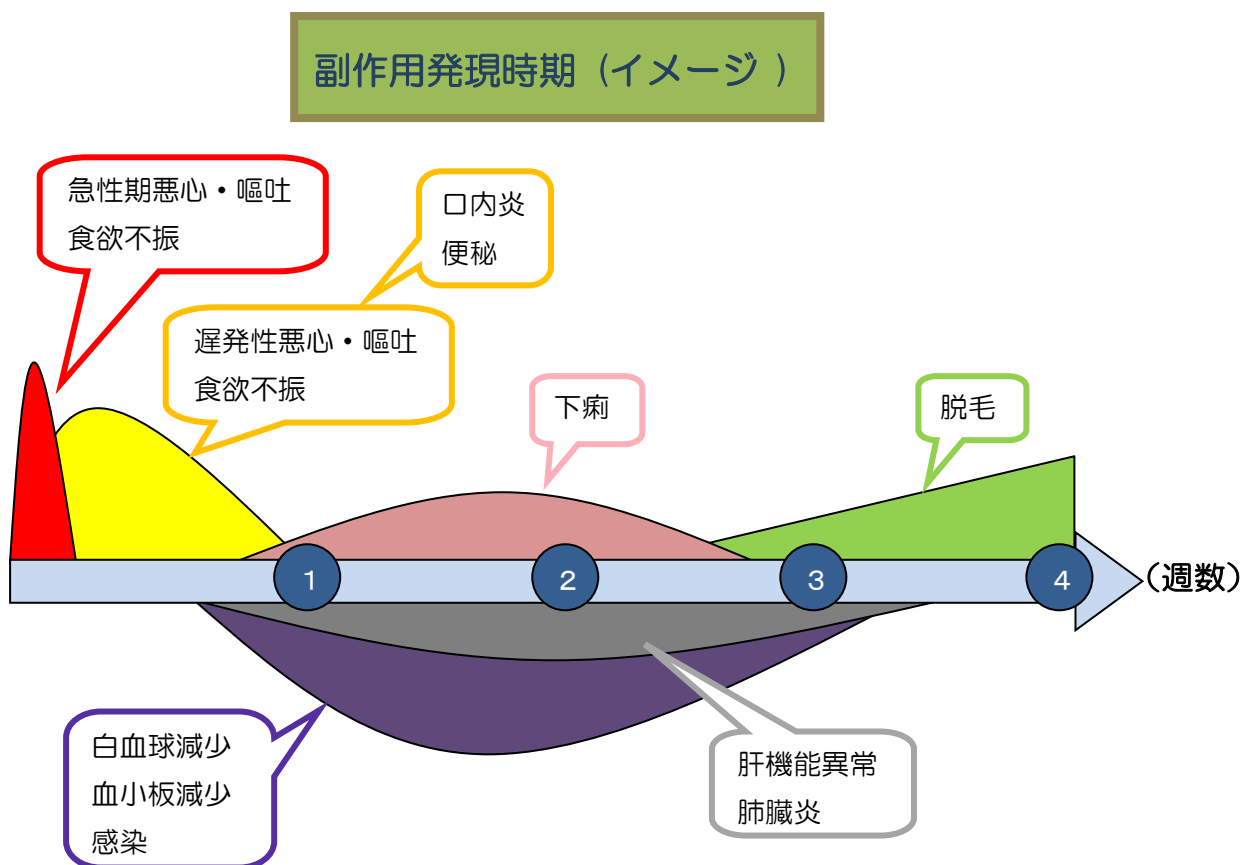 副作用発現時期（イメージ ）
急性期悪心・嘔吐
食欲不振
口内炎
便秘
遅発性悪心・嘔吐
食欲不振
下痢
脱毛
1
2
3
4
(週数)
白血球減少
血小板減少
感染
肝機能異常
肺臓炎